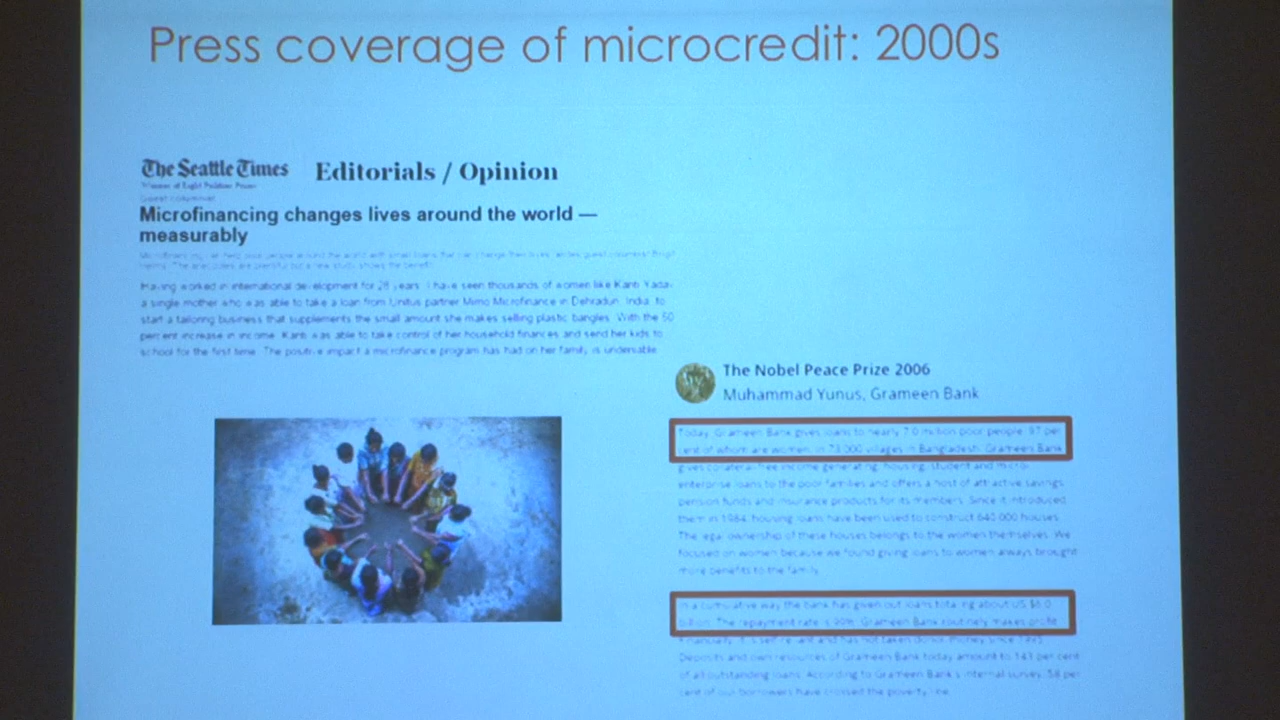 Press coverage of microcredit: 2000s
The Seattle Times
Winner of Eight Pulitzer Prizes
Editorials / Opinion
Guest columnist
Microfinancing changes lives around the world —
measurably
Having worked in international development for 28 years, I have seen thousands of women like Kanti Yadav
a single mother who was able to take a loan from Unitus partner Mimo Microfinance in Dehradun, India, to
start a tailoring business that supplements the small amount she makes selling plastic bangles. With the 50
percent increase in income, Kanti was able to take control of her household finances and send her kids to
school for the first time. The positive impact a microfinance program has had on her family is undeniable.
The Nobel Peace Prize 2006
Muhammad Yunus, Grameen Bank
Today, Grameen Bank gives loans to nearly 7.0 million poor people, 97 per
cent of whom are women, in 73,000 villages in Bangladesh. Grameen Bank
gives collateral-free income generating, housing, student and micro-
enterprise loans to the poor families and offers a host of attractive savings,
pension funds and insurance products for its members. Since it introduced
them in 1984, housing loans have been used to construct 640,000 houses.
The legal ownership of these houses belongs to the women themselves. We
focused on women because we found giving loans to women always brought
more benefits to the family.
In a cumulative way the bank has given out loans totaling about US $6.0
billion. The repayment rate is 99%. Grameen Bank routinely makes profit.
Financially, it is self-reliant and has not taken donor money since 1995.
Deposits and own resources of Grameen Bank today amount to 143 per cent
of all outstanding loans. According to Grameen Bank's internal survey, 58 per
cent of our borrowers have crossed the poverty line.